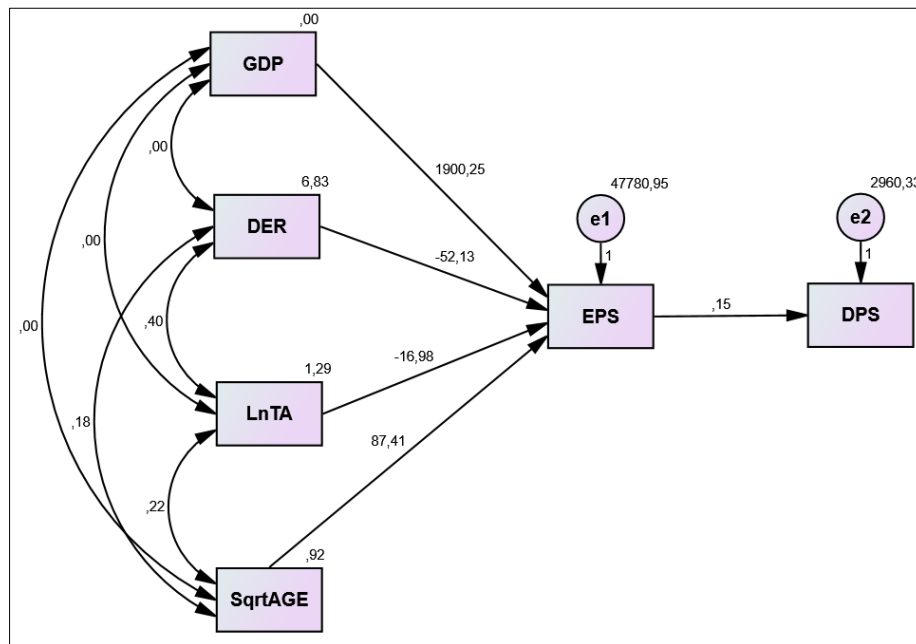 ,00
GDP
,00
1900,25
6,83
DER
47780,95
e1
2960,33
e2
1
1
,00
-52,13
EPS
,15
DPS
,00
,40
1,29
-16,98
LnTA
,18
87,41
,22
,92
SqrtAGE